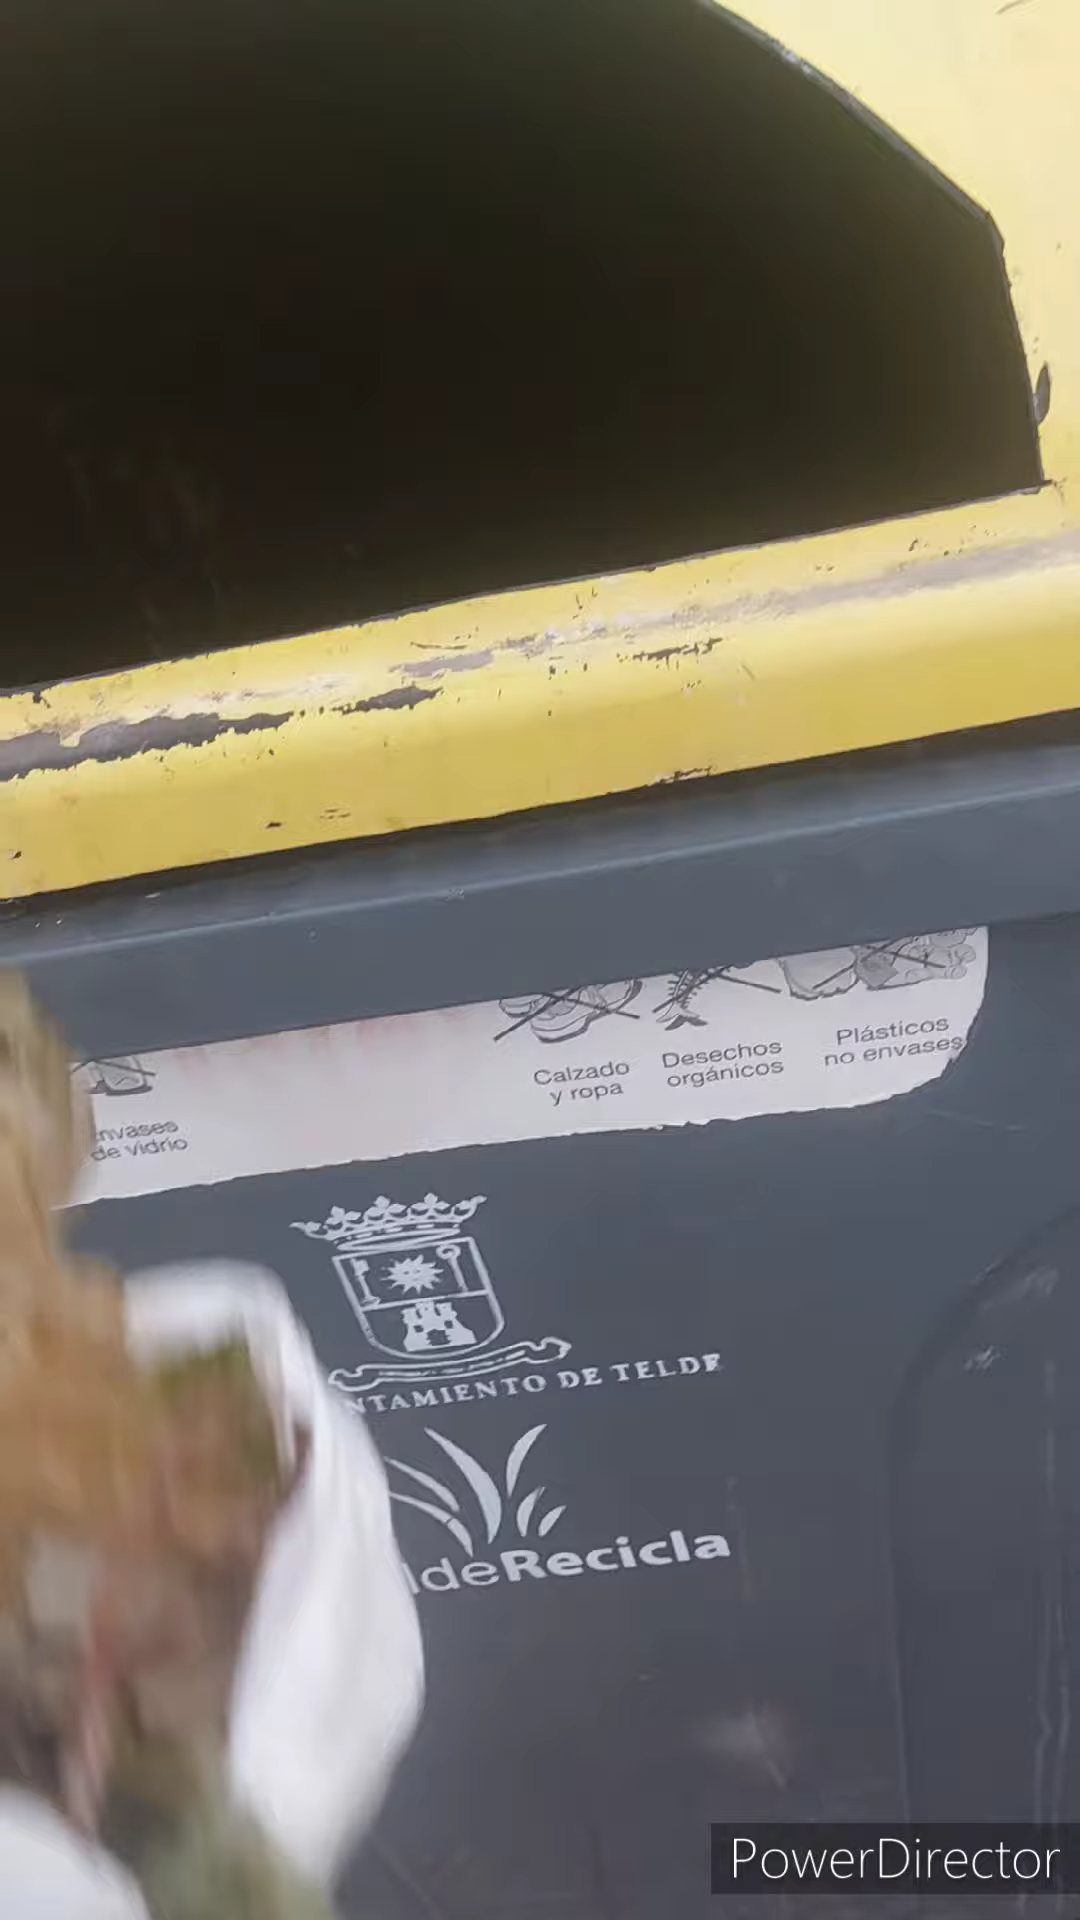 Calzado
y ropa
Desechos
orgánicos
Plásticos
no envases
nvases
de vidrio
NTAMIENTO DE TELDE
ldeRecicla
PowerDirector